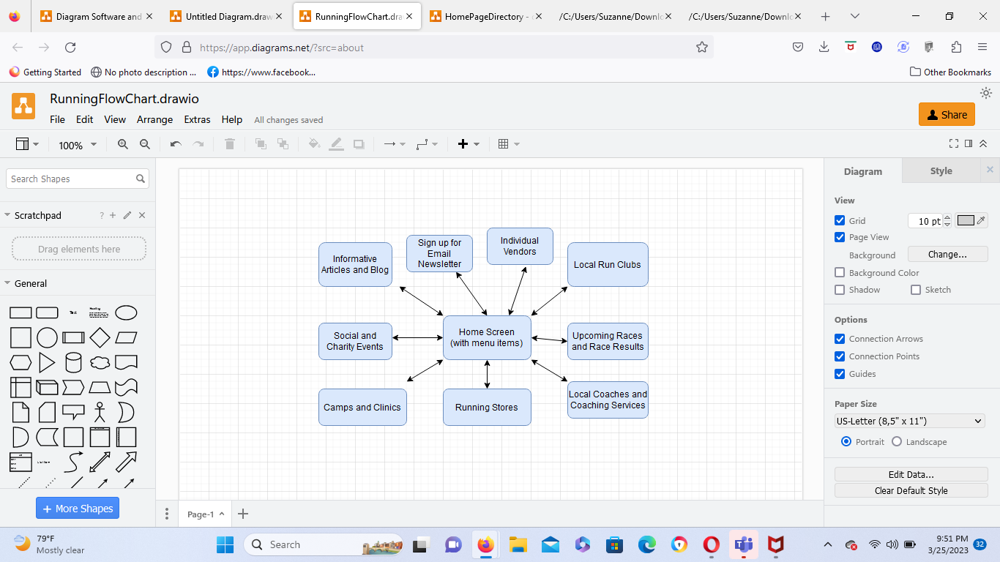 Diagram Software and
Untitled Diagram.draw
RunningFlowChart.dra
HomePageDirectory -
/C:/Users/Suzanne/Downlo
/C:/Users/Suzanne/Downlo
https://app.diagrams.net/?src=about
Getting Started
No photo description ...
https://www.facebook...
Other Bookmarks
RunningFlowChart.drawio
File Edit View Arrange Extras Help All changes saved
Share
100%
Search Shapes
Scratchpad
?
Drag elements here
General
Text
Heading
List Item
+ More Shapes
Informative
Articles and Blog
Sign up for
Email
Newsletter
Individual
Vendors
Local Run Clubs
Social and
Charity Events
Home Screen
(with menu items)
Upcoming Races
and Race Results
Camps and Clinics
Running Stores
Local Coaches and
Coaching Services
Page-1
Diagram
Style
View
Grid
10 pt
Page View
Background
Change...
Background Color
Shadow
Sketch
Options
Connection Arrows
Connection Points
Guides
Paper Size
US-Letter (8,5" x 11")
Portrait
Landscape
Edit Data...
Clear Default Style
79°F
Mostly clear
Search
9:51 PM
3/25/2023
32